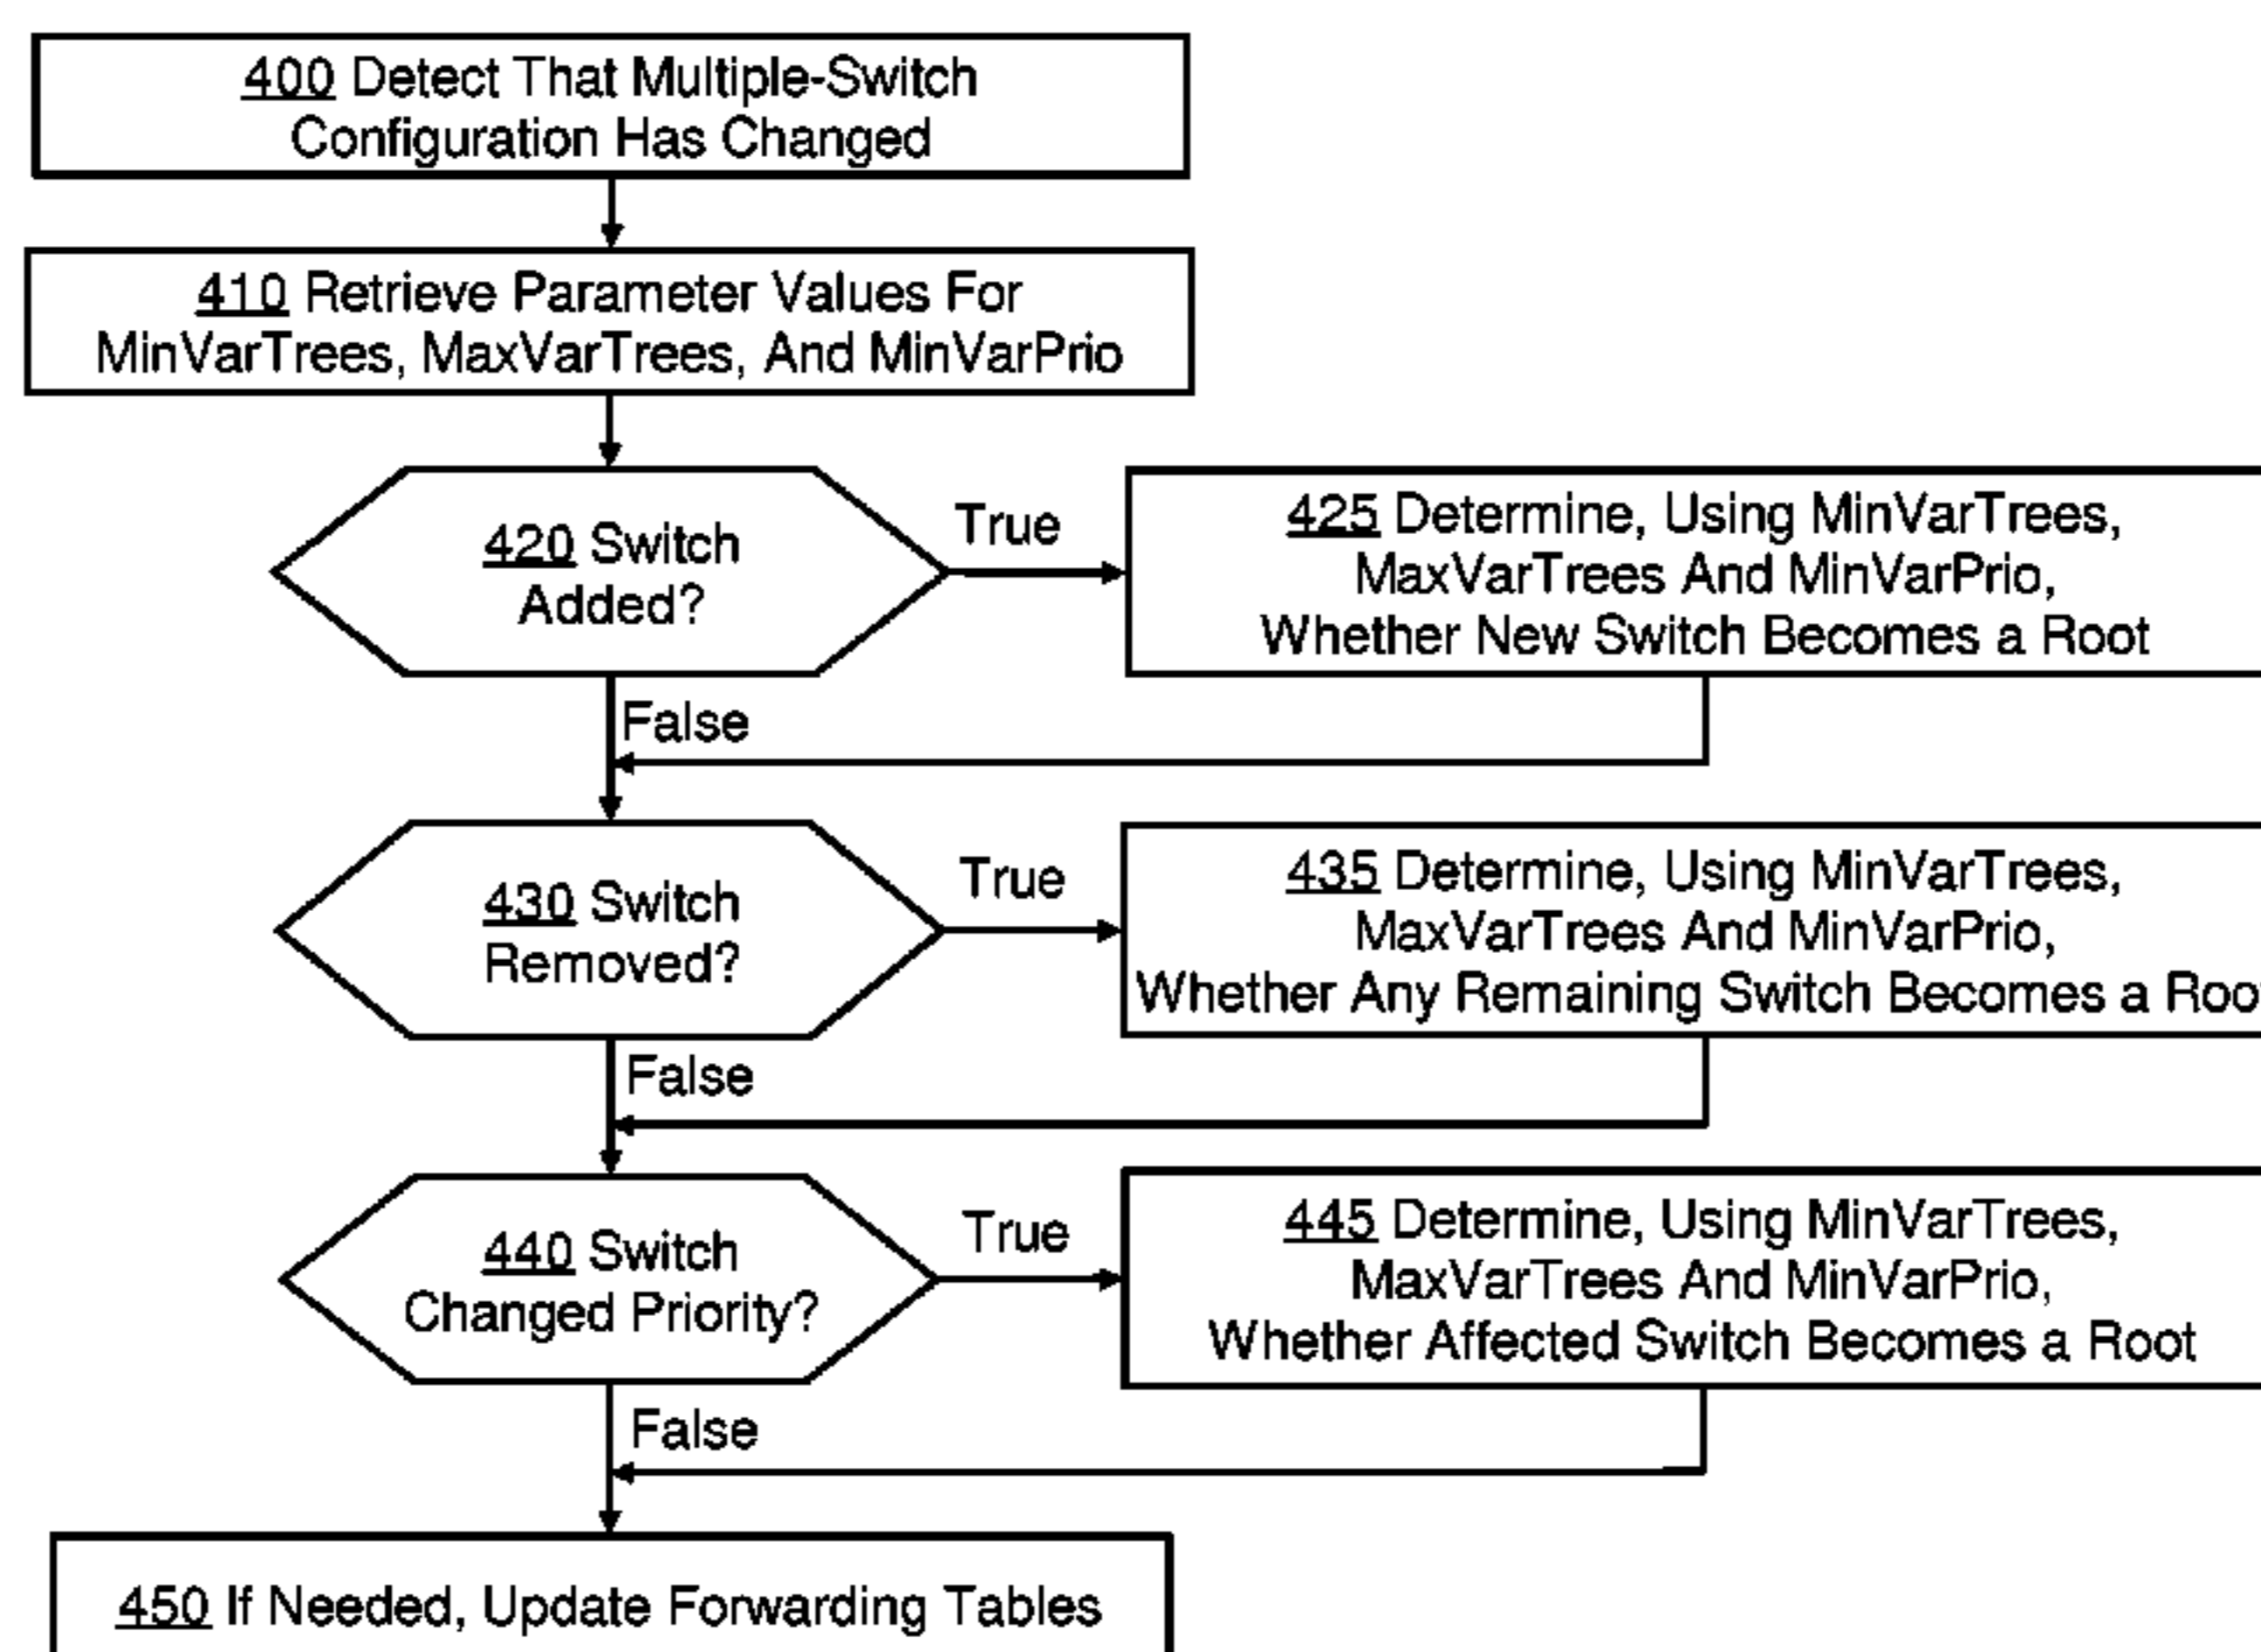 400 Detect That Multiple-Switch
Configuration Has Changed
410 Retrieve Parameter Values For
MinVarTrees, MaxVarTrees, And MinVarPrio
420 Switch
Added?
True
425 Determine, Using MinVarTrees,
MaxVarTrees And MinVarPrio,
Whether New Switch Becomes a Root
False
430 Switch
Removed?
True
435 Determine, Using MinVarTrees,
MaxVarTrees And MinVarPrio,
Whether Any Remaining Switch Becomes a Root
False
440 Switch
Changed Priority?
True
445 Determine, Using MinVarTrees,
MaxVarTrees And MinVarPrio,
Whether Affected Switch Becomes a Root
False
450 If Needed, Update Forwarding Tables